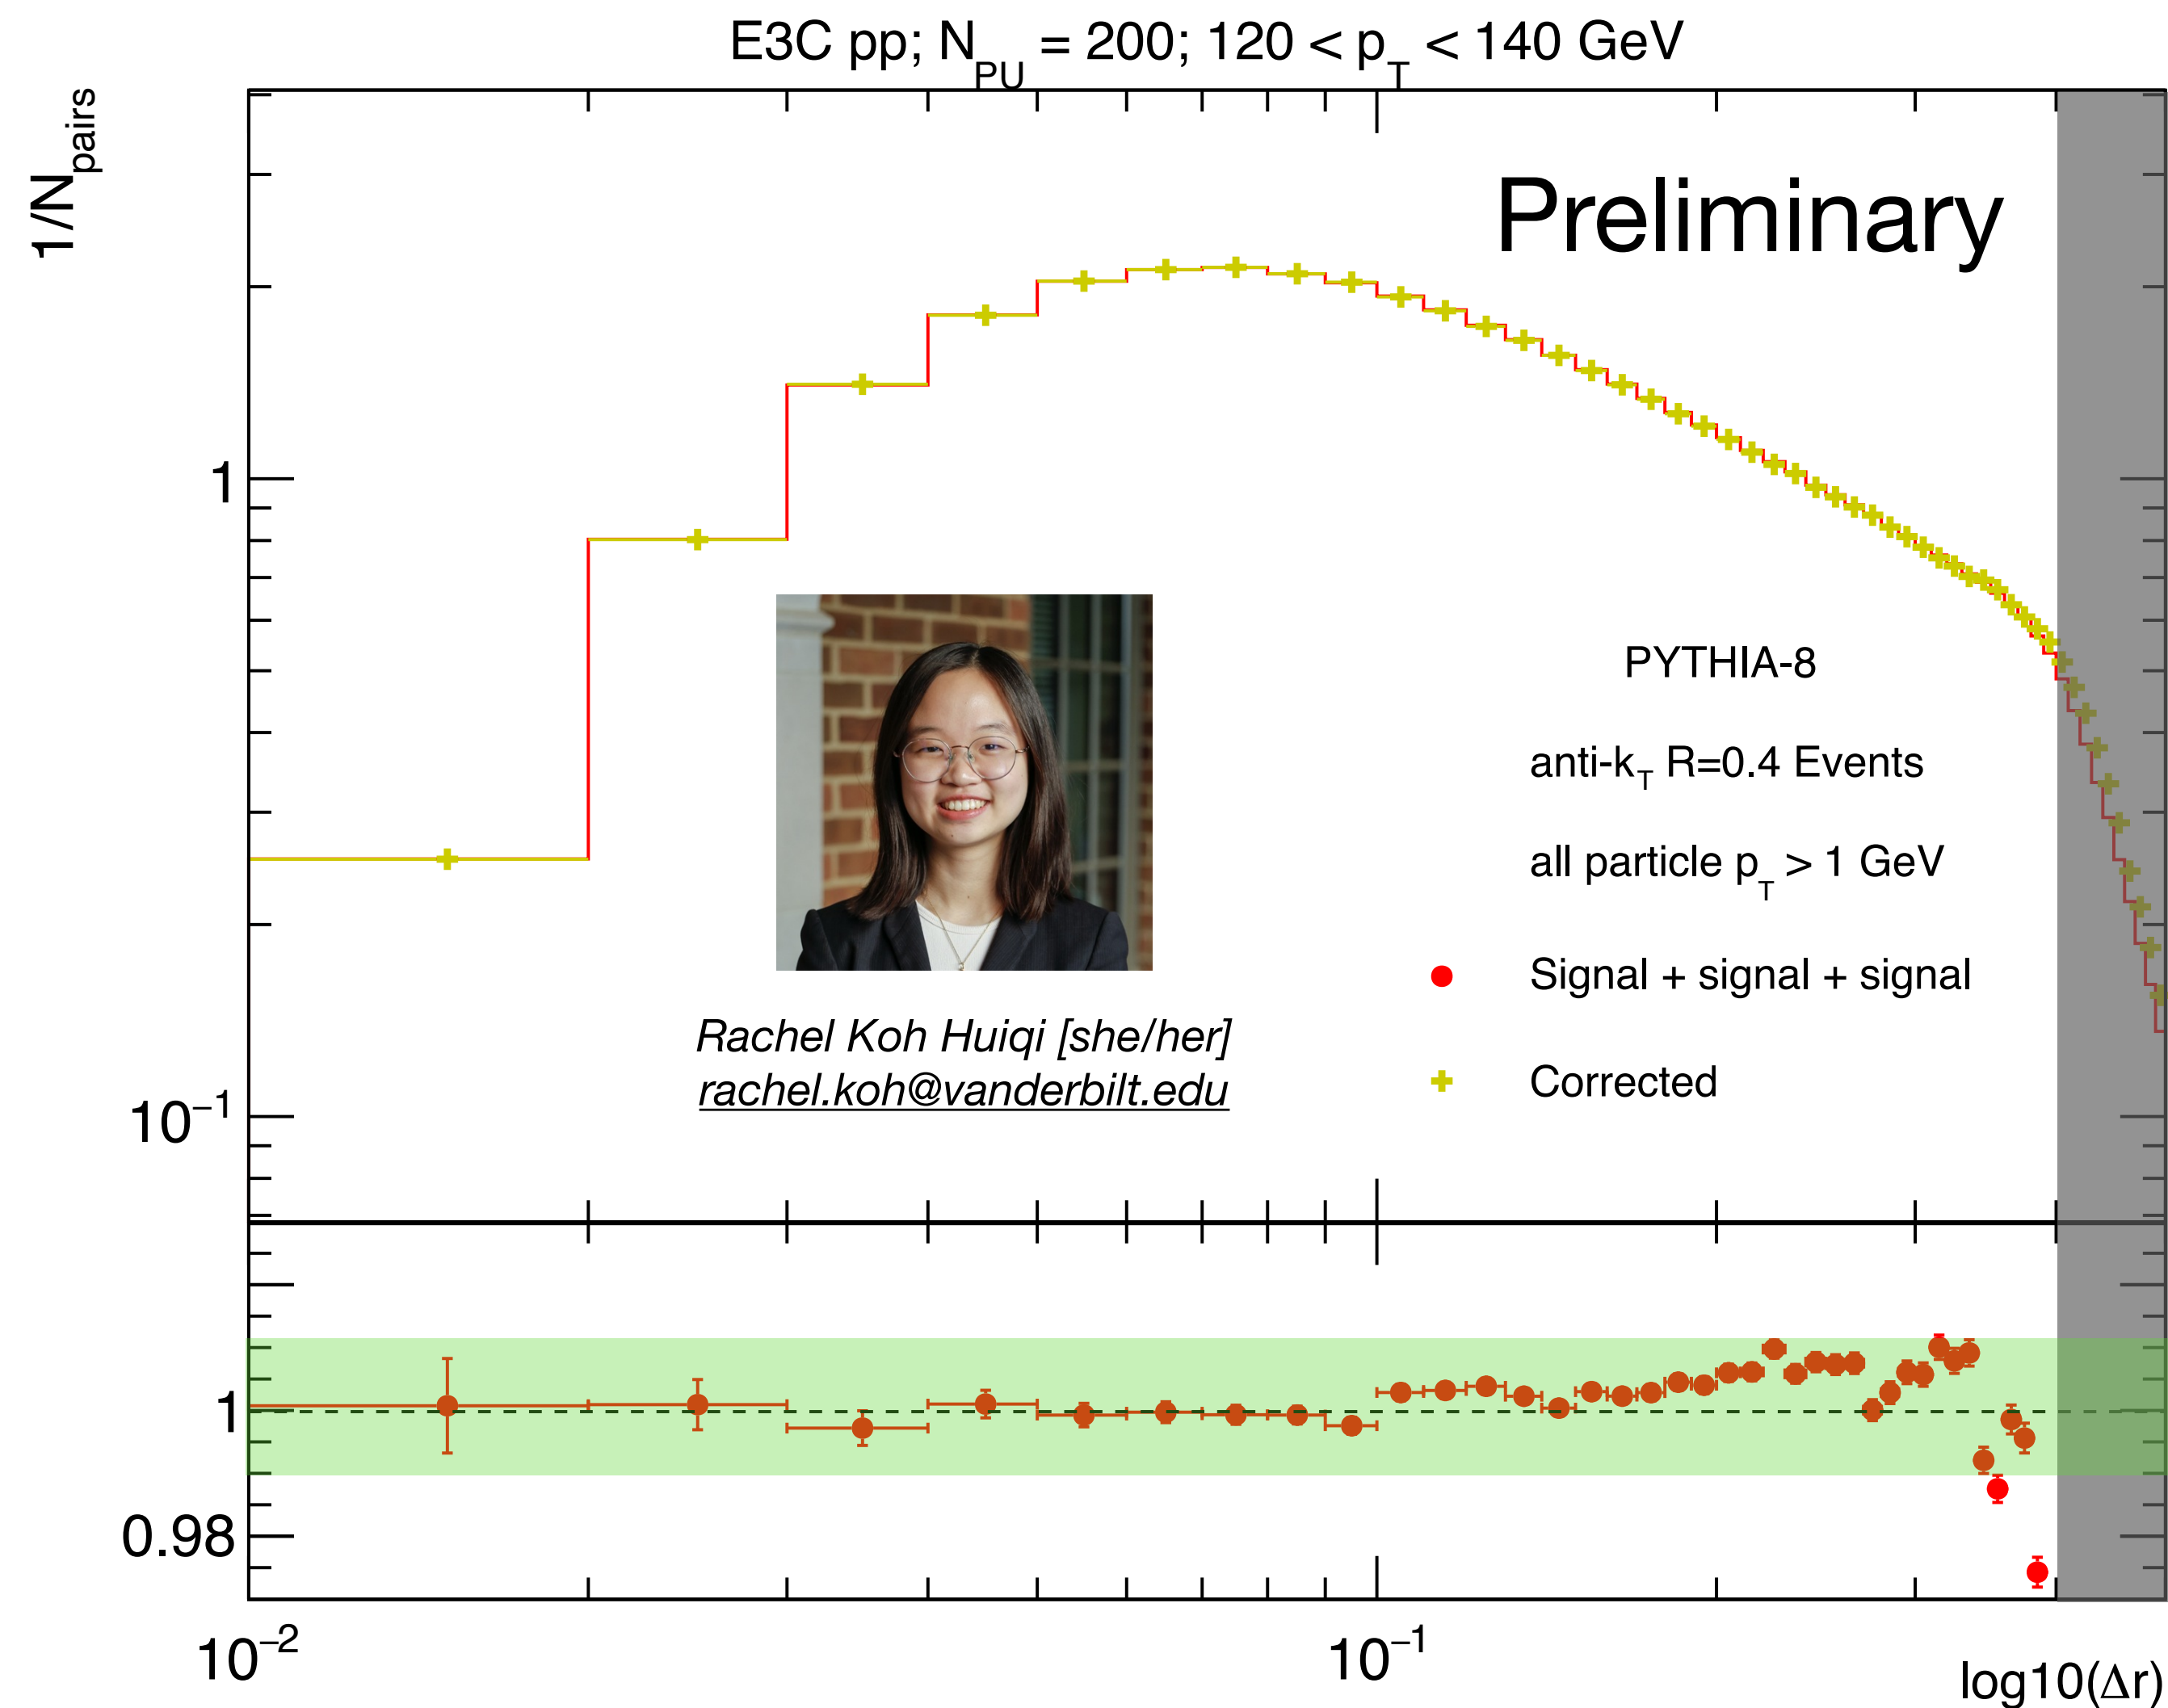 E3C pp; N_PU = 200; 120 < p_T < 140 GeV
1/N_pairs
Preliminary
1
10⁻¹
PYTHIA-8
anti-k_T R=0.4 Events
all particle p_T > 1 GeV
Signal + signal + signal
Corrected
Rachel Koh Huiqi [she/her]
rachel.koh@vanderbilt.edu
1
0.98
10⁻²
10⁻¹
log10(Δr)